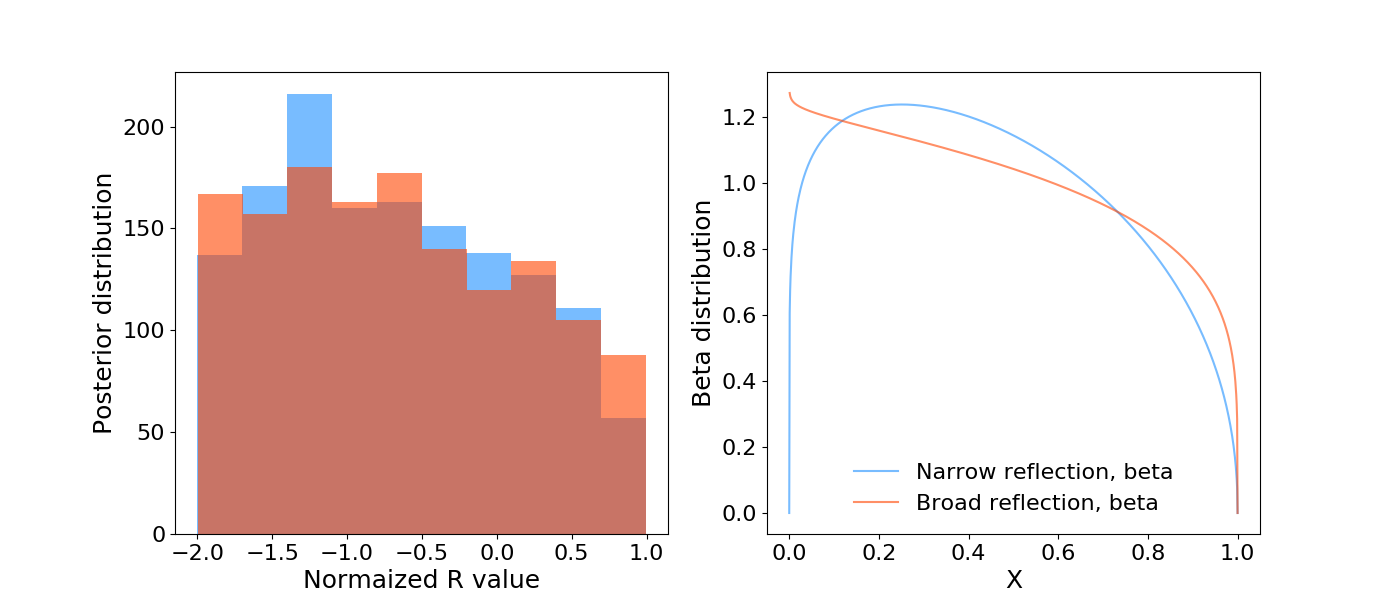 Posterior distribution
200
150
100
50
0
−2.0 −1.5 −1.0 −0.5 0.0 0.5 1.0
Normaized R value
Beta distribution
1.2
1.0
0.8
0.6
0.4
0.2
0.0
Narrow reflection, beta
Broad reflection, beta
0.0 0.2 0.4 0.6 0.8 1.0
X